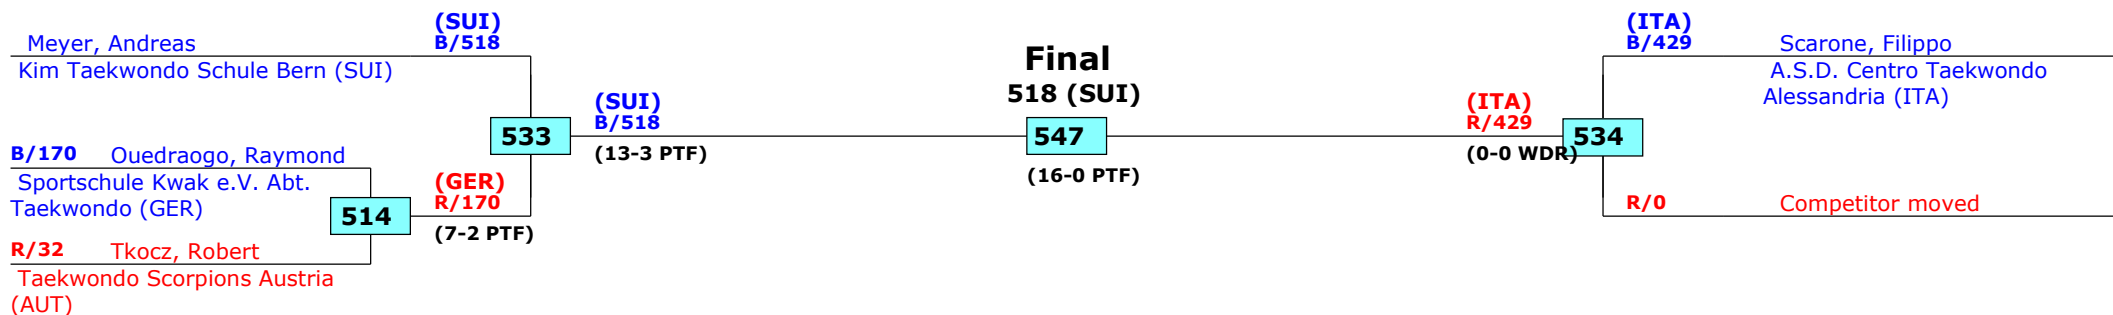 (SUI)
B/518
Meyer, Andreas
Kim Taekwondo Schule Bern (SUI)
B/170 Ouedraogo, Raymond
Sportschule Kwak e.V. Abt.
Taekwondo (GER)
514
R/32 Tkocz, Robert
Taekwondo Scorpions Austria
(AUT)
(GER)
R/170
(7-2 PTF)
533
(SUI)
B/518
(13-3 PTF)
Final
518 (SUI)
547
(16-0 PTF)
(ITA)
R/429
(0-0 WDR)
534
(ITA)
B/429 Scarone, Filippo
A.S.D. Centro Taekwondo
Alessandria (ITA)
R/0 Competitor moved